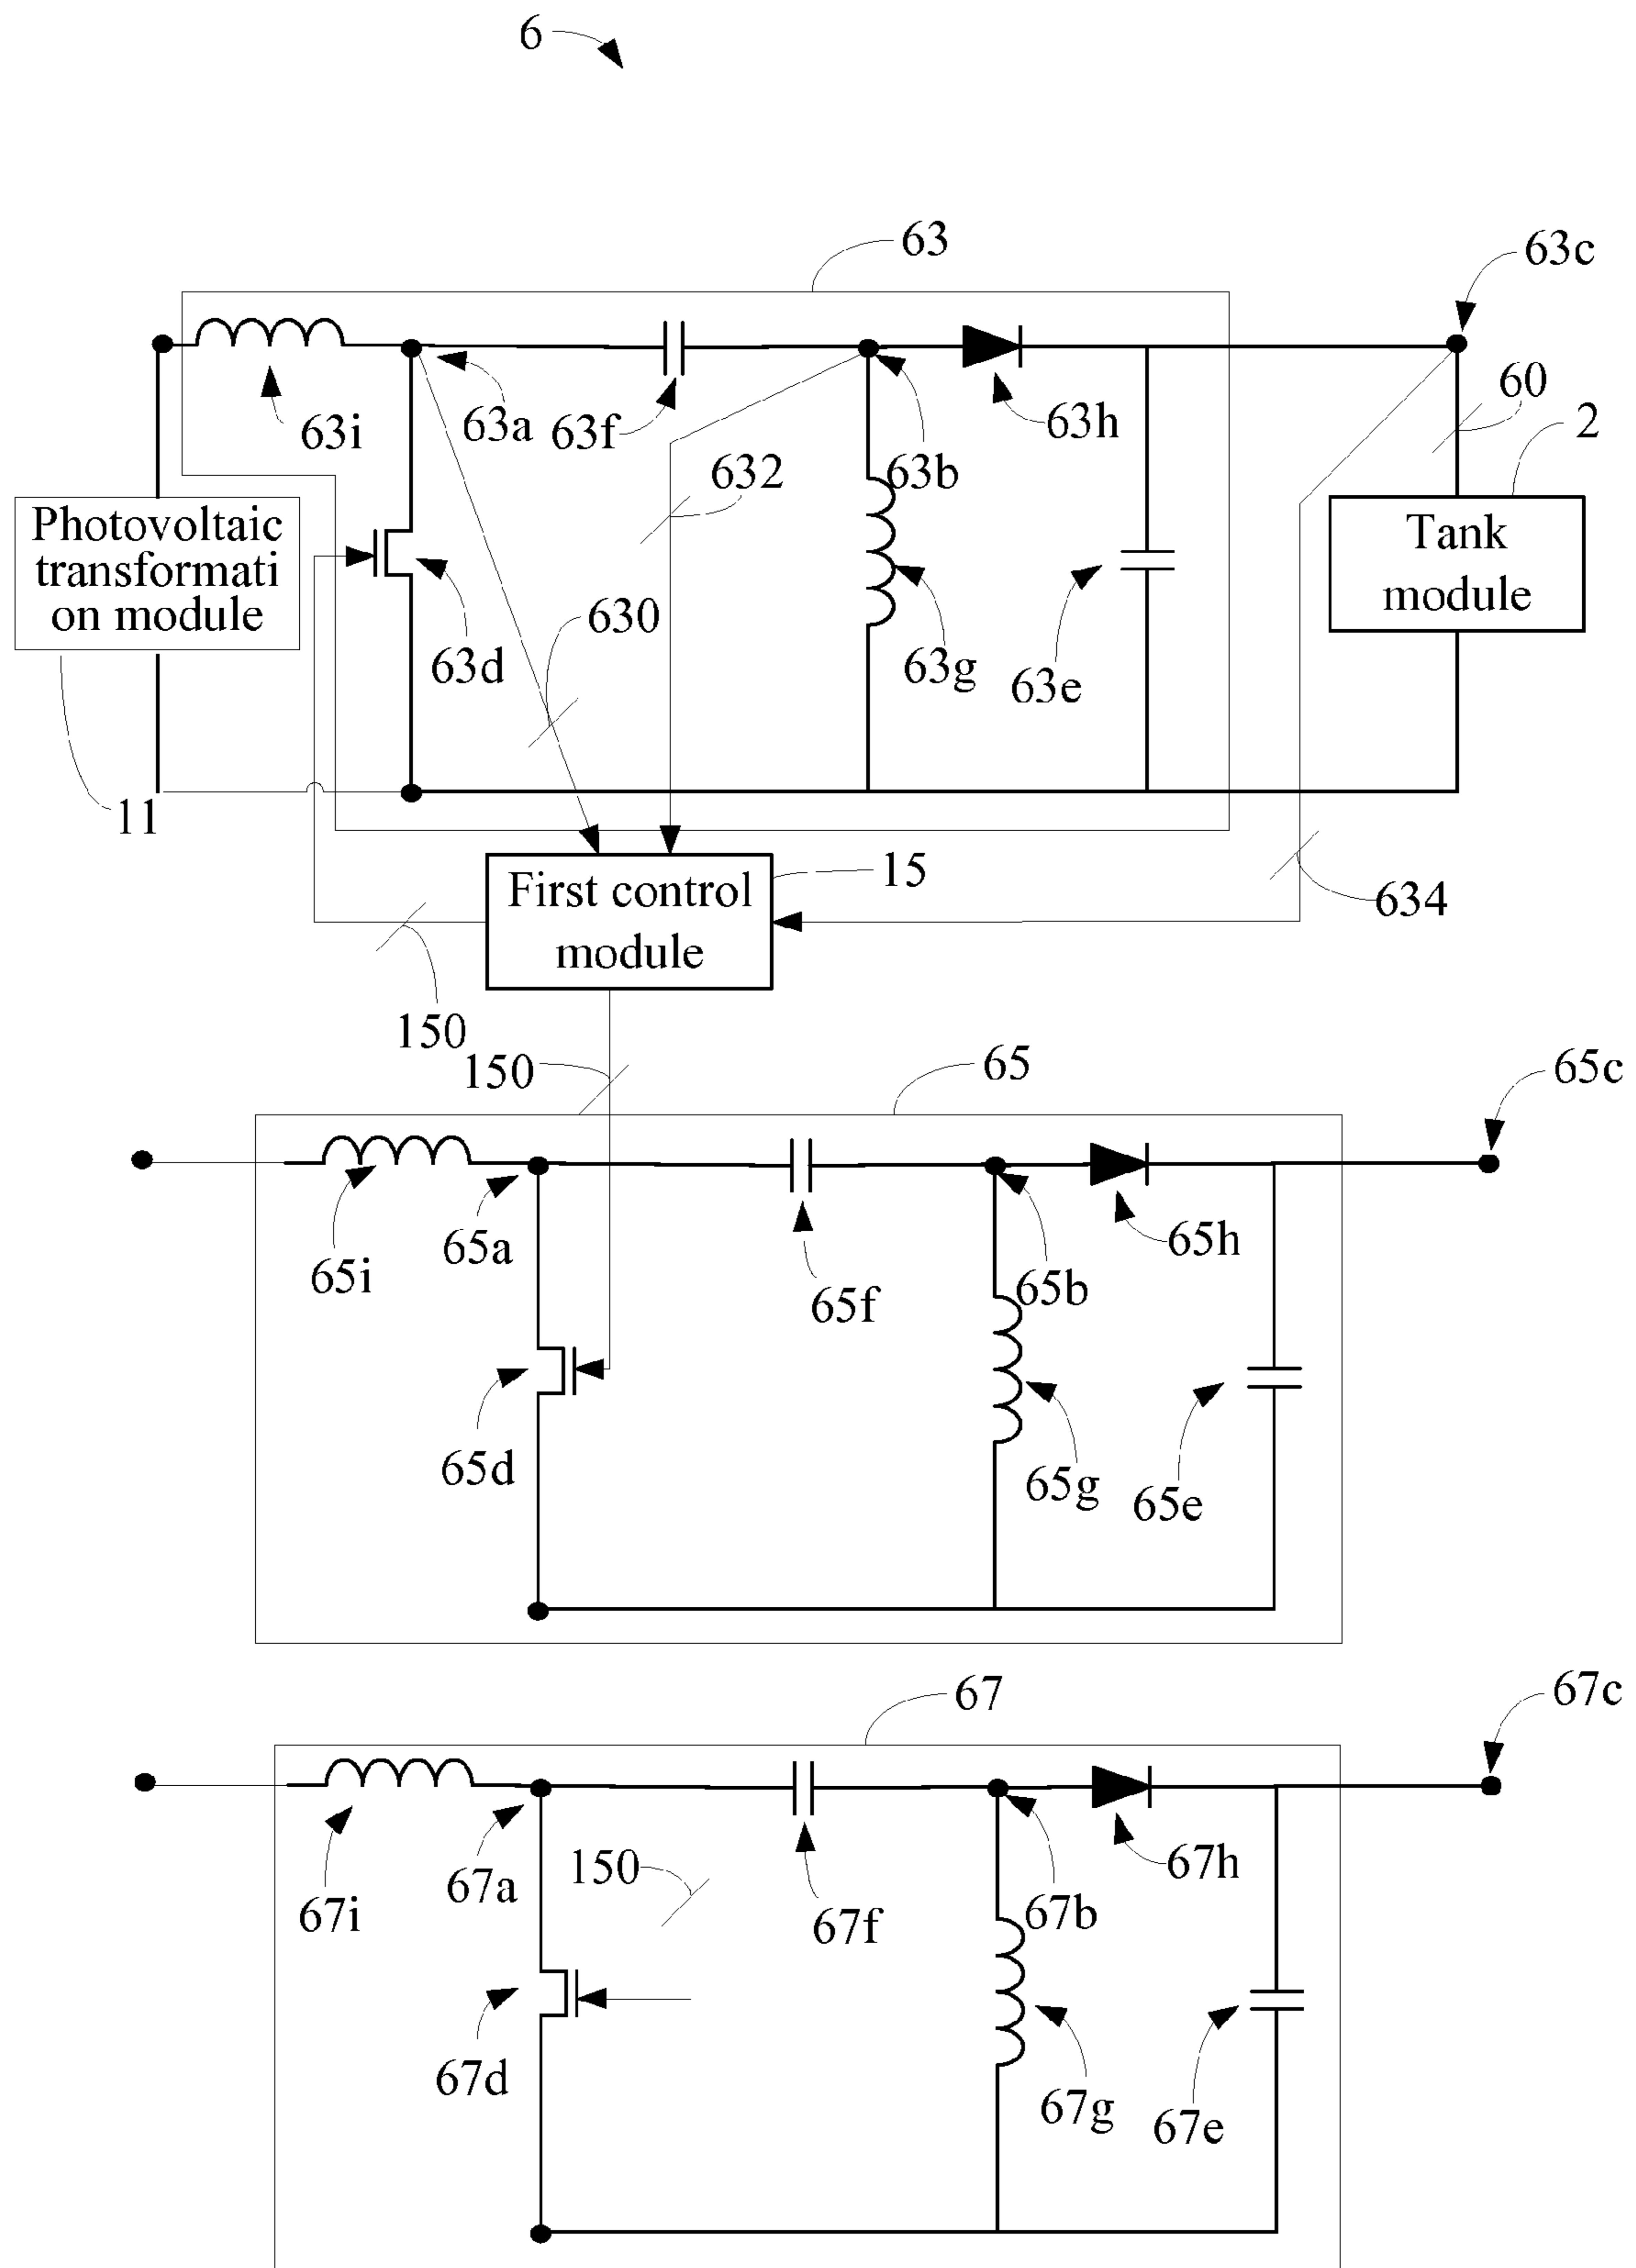 6
63
63c
63i
63a
63f
63h
60
2
632
63b
Photovoltaic
transformati
on module
Tank
module
630
63d
63g
63e
11
First control
module
15
634
150
150
65
65c
65i
65a
65f
65b
65h
65d
65g
65e
67
67c
67i
67a
150
67f
67b
67h
67d
67g
67e